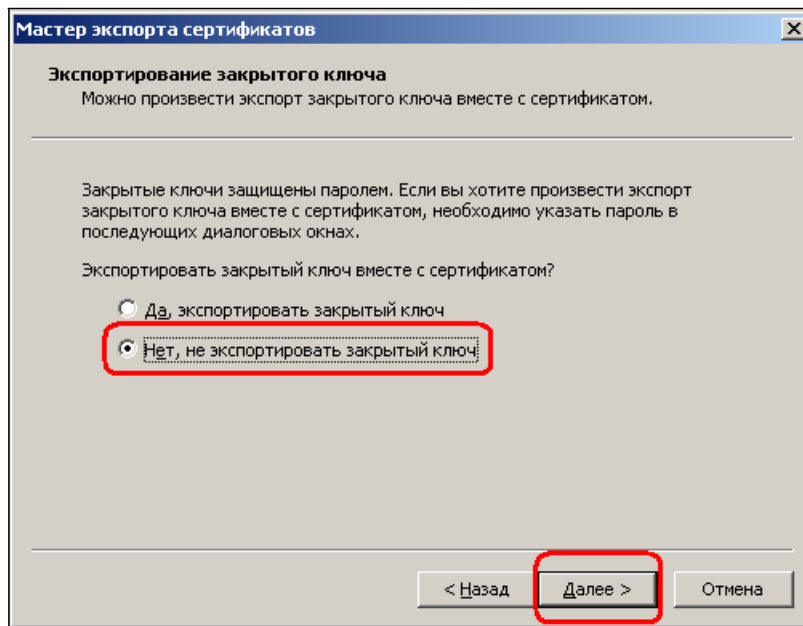 Мастер экспорта сертификатов
Экспортирование закрытого ключа
Можно произвести экспорт закрытого ключа вместе с сертификатом.
Закрытые ключи защищены паролем. Если вы хотите произвести экспорт
закрытого ключа вместе с сертификатом, необходимо указать пароль в
последующих диалоговых окнах.
Экспортировать закрытый ключ вместе с сертификатом?
Да, экспортировать закрытый ключ
Нет, не экспортировать закрытый ключ
< Назад Далее > Отмена